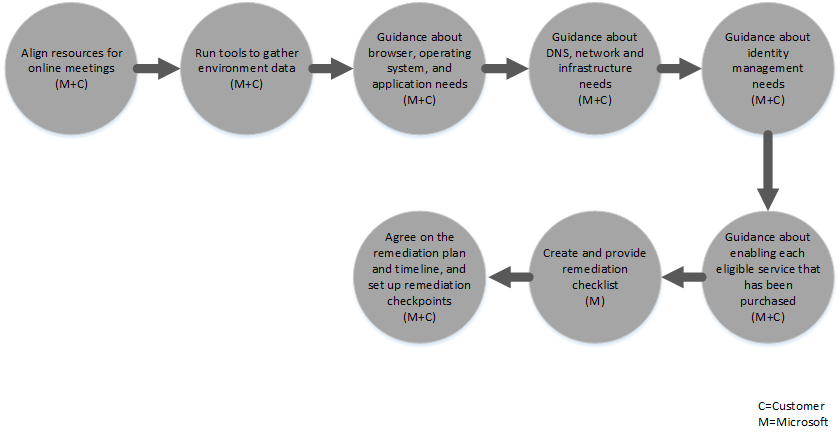 Align resources for
online meetings
(M+C)
Run tools to gather
environment data
(M+C)
Guidance about
browser, operating
system, and
application needs
(M+C)
Guidance about
DNS, network and
infrastructure
needs
(M+C)
Guidance about
identity
management
needs
(M+C)
Guidance about
enabling each
eligible service that
has been
purchased
(M+C)
Create and provide
remediation
checklist
(M)
Agree on the
remediation plan
and timeline, and
set up remediation
checkpoints
(M+C)
C=Customer
M=Microsoft